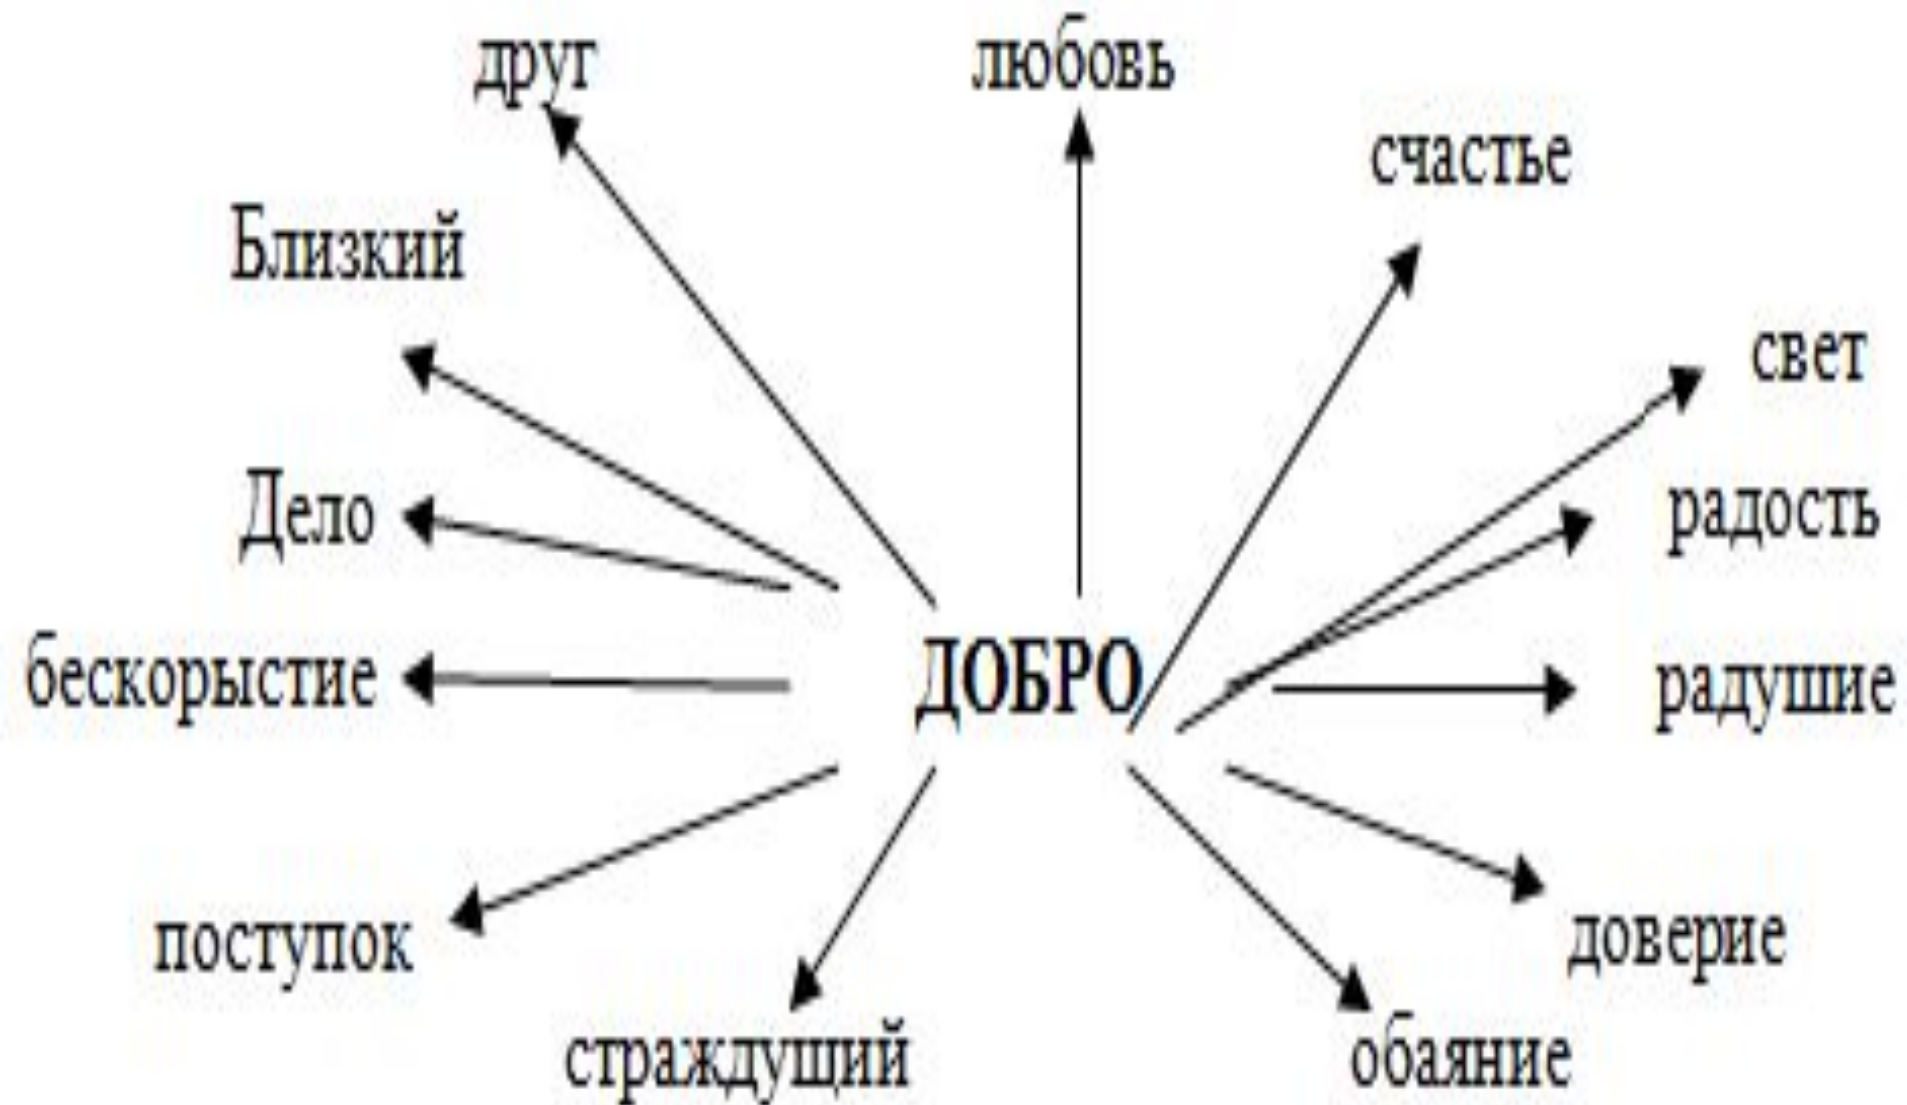 друг
любовь
счастье
Близкий
свет
Дело
радость
ДОБРО
бескорыстие
радушие
поступок
доверие
страждущий
обаяние